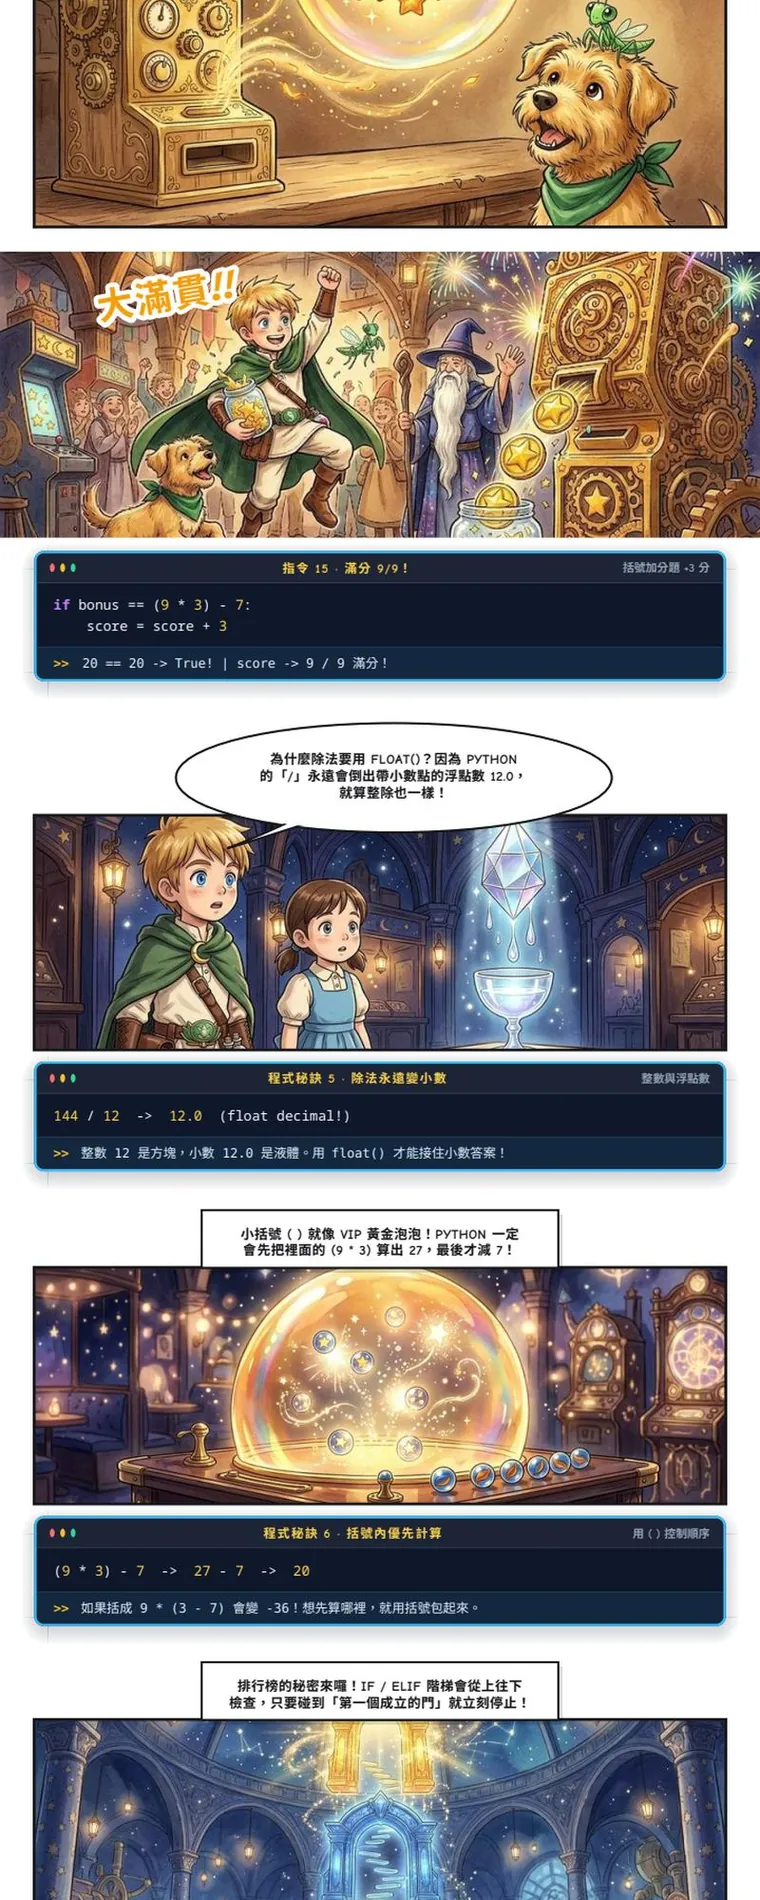 大滿貫!!
指令 15 · 滿分 9/9！
括號加分題 +3 分
if bonus == (9 * 3) - 7:
    score = score + 3
>> 20 == 20 -> True! | score -> 9 / 9 滿分！
為什麼除法要用 FLOAT()？因為 PYTHON
的「/」永遠會倒出帶小數點的浮點數 12.0，
就算整除也一樣！
程式秘訣 5 · 除法永遠變小數
整數與浮點數
144 / 12 -> 12.0 (float decimal!)
>> 整數 12 是方塊，小數 12.0 是液體。用 float() 才能接住小數答案！
小括號 ( ) 就像 VIP 黃金泡泡！PYTHON 一定
會先把裡面的 (9 * 3) 算出 27，最後才減 7！
程式秘訣 6 · 括號內優先計算
用 ( ) 控制順序
(9 * 3) - 7 -> 27 - 7 -> 20
>> 如果括成 9 * (3 - 7) 會變 -36！想先算哪裡，就用括號包起來。
排行榜的秘密來囉！IF / ELIF 階梯會從上往下
檢查，只要碰到「第一個成立的門」就立刻停止！